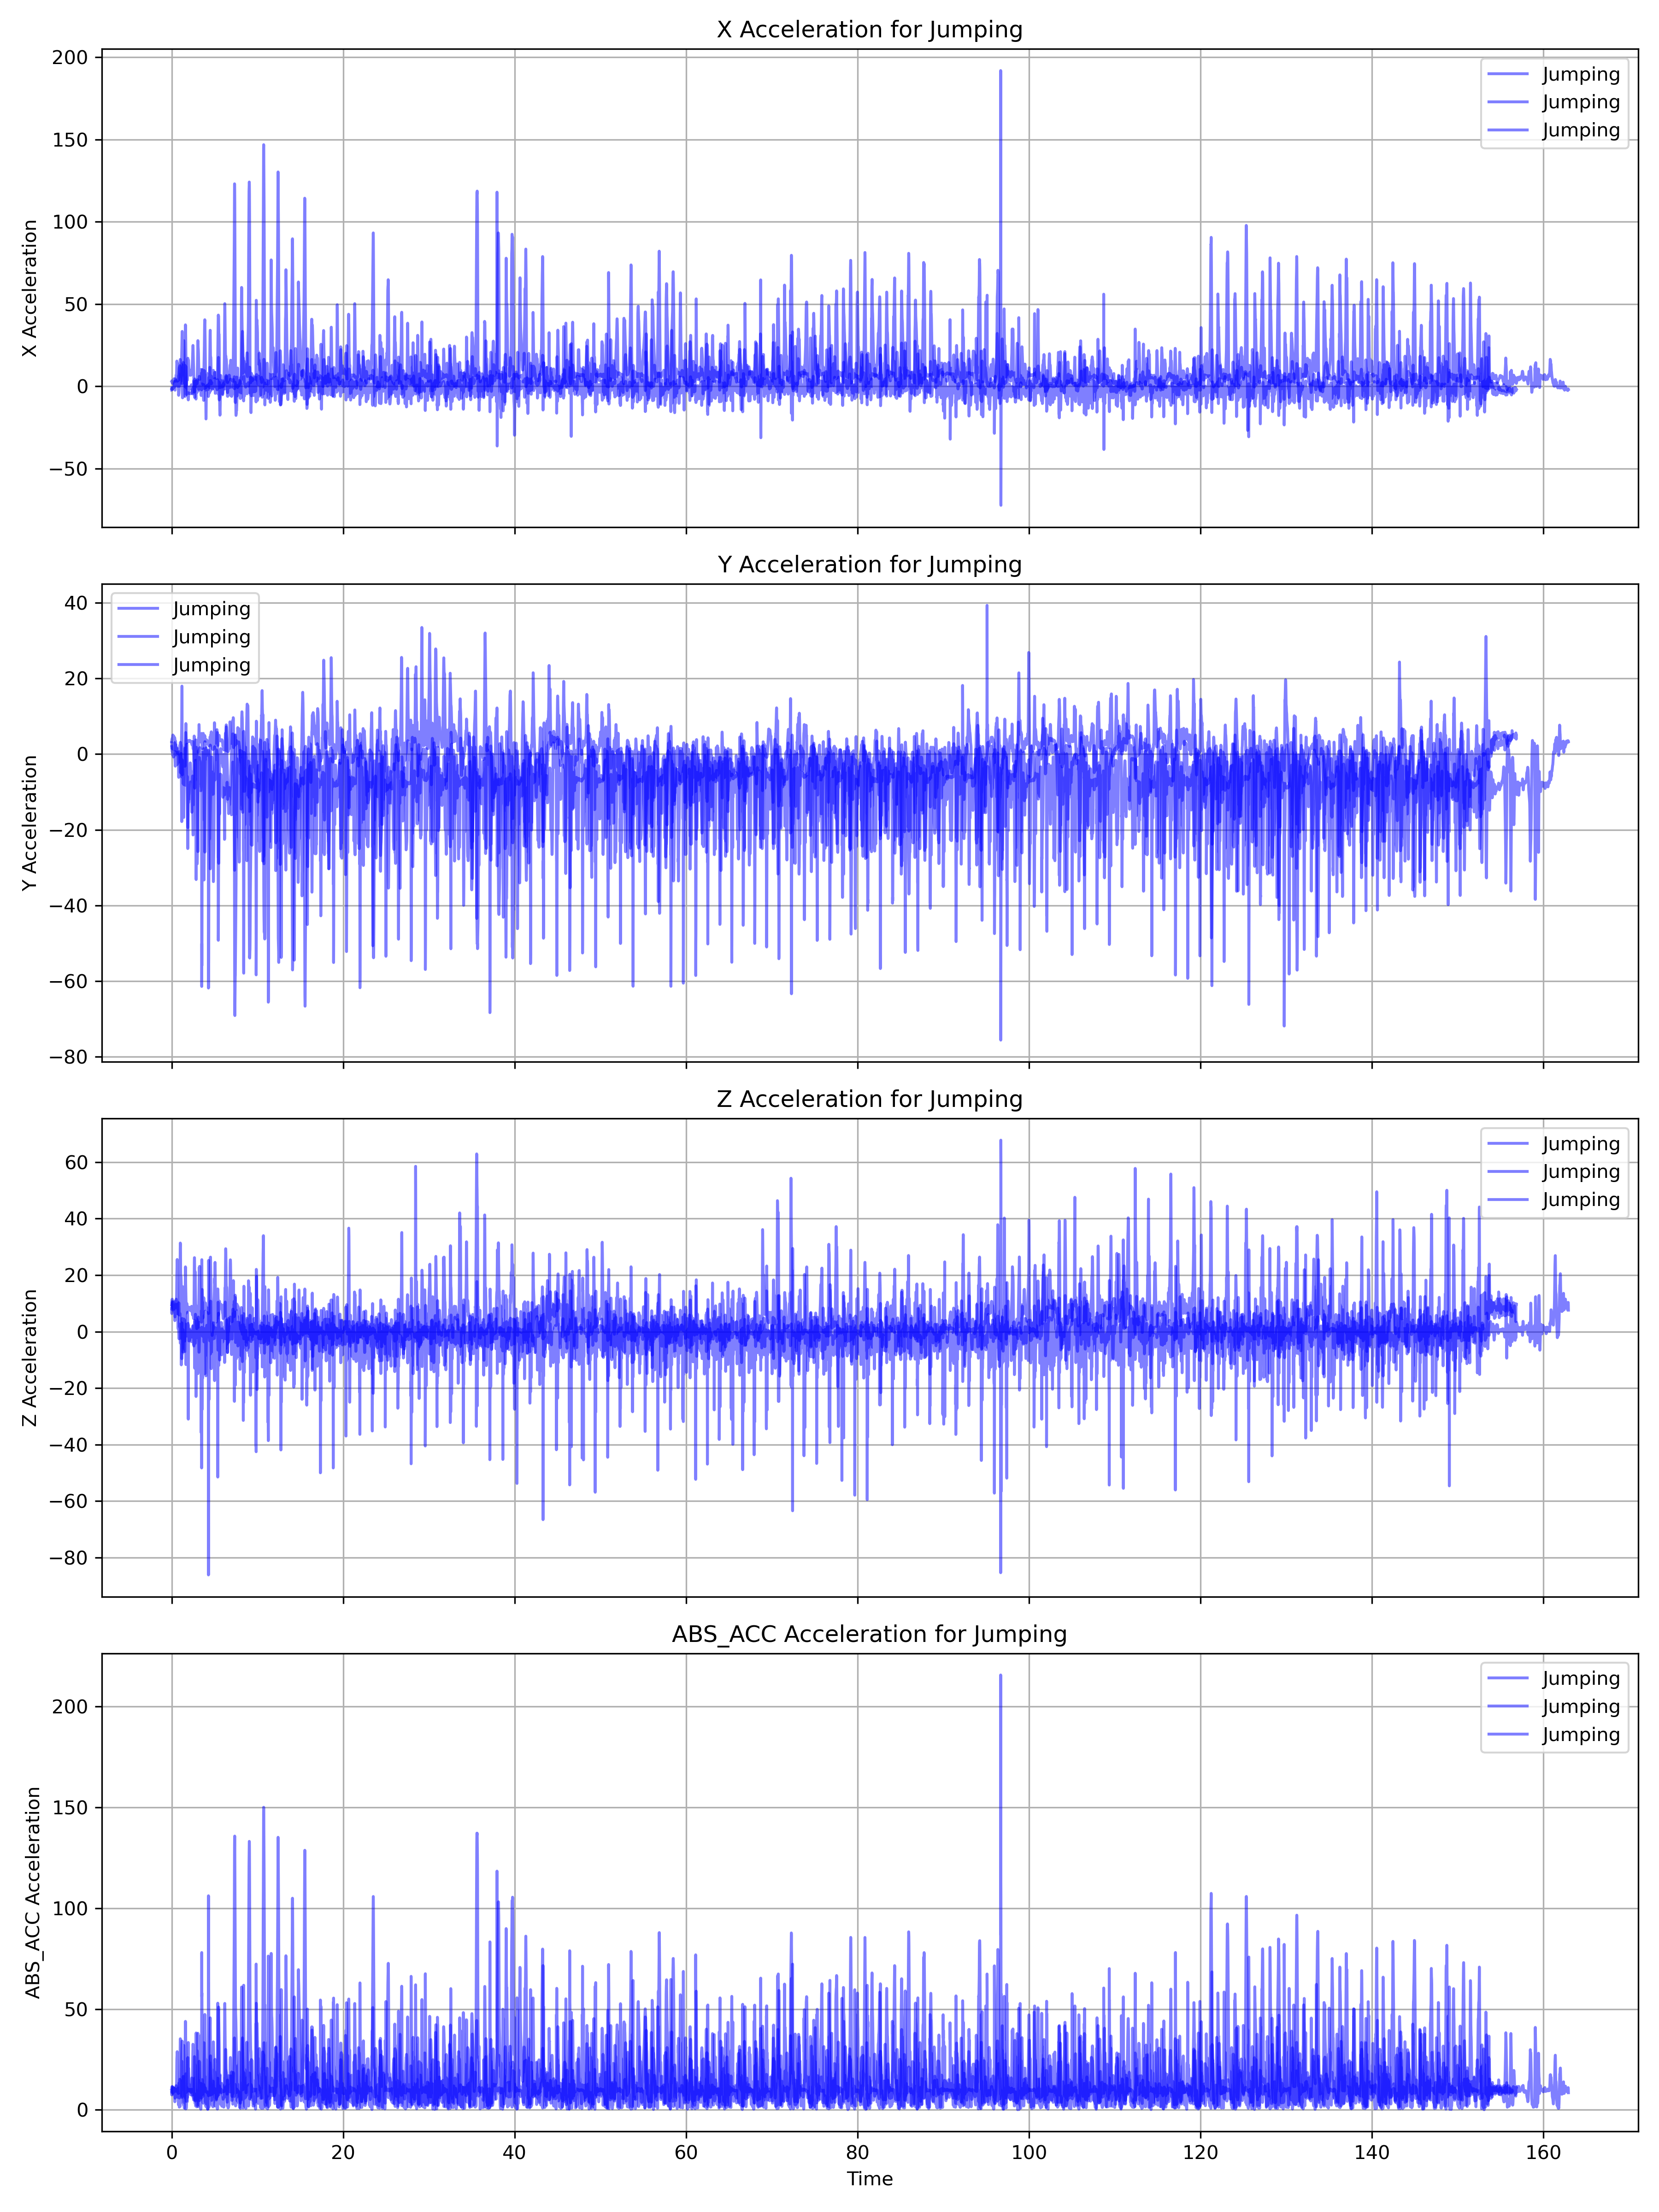 X Acceleration for Jumping
200
150
100
50
0
−50
X Acceleration
Jumping
Jumping
Jumping
Y Acceleration for Jumping
40
20
0
−20
−40
−60
−80
Y Acceleration
Jumping
Jumping
Jumping
Z Acceleration for Jumping
60
40
20
0
−20
−40
−60
−80
Z Acceleration
Jumping
Jumping
Jumping
ABS_ACC Acceleration for Jumping
200
150
100
50
0
ABS_ACC Acceleration
Jumping
Jumping
Jumping
0 20 40 60 80 100 120 140 160
Time